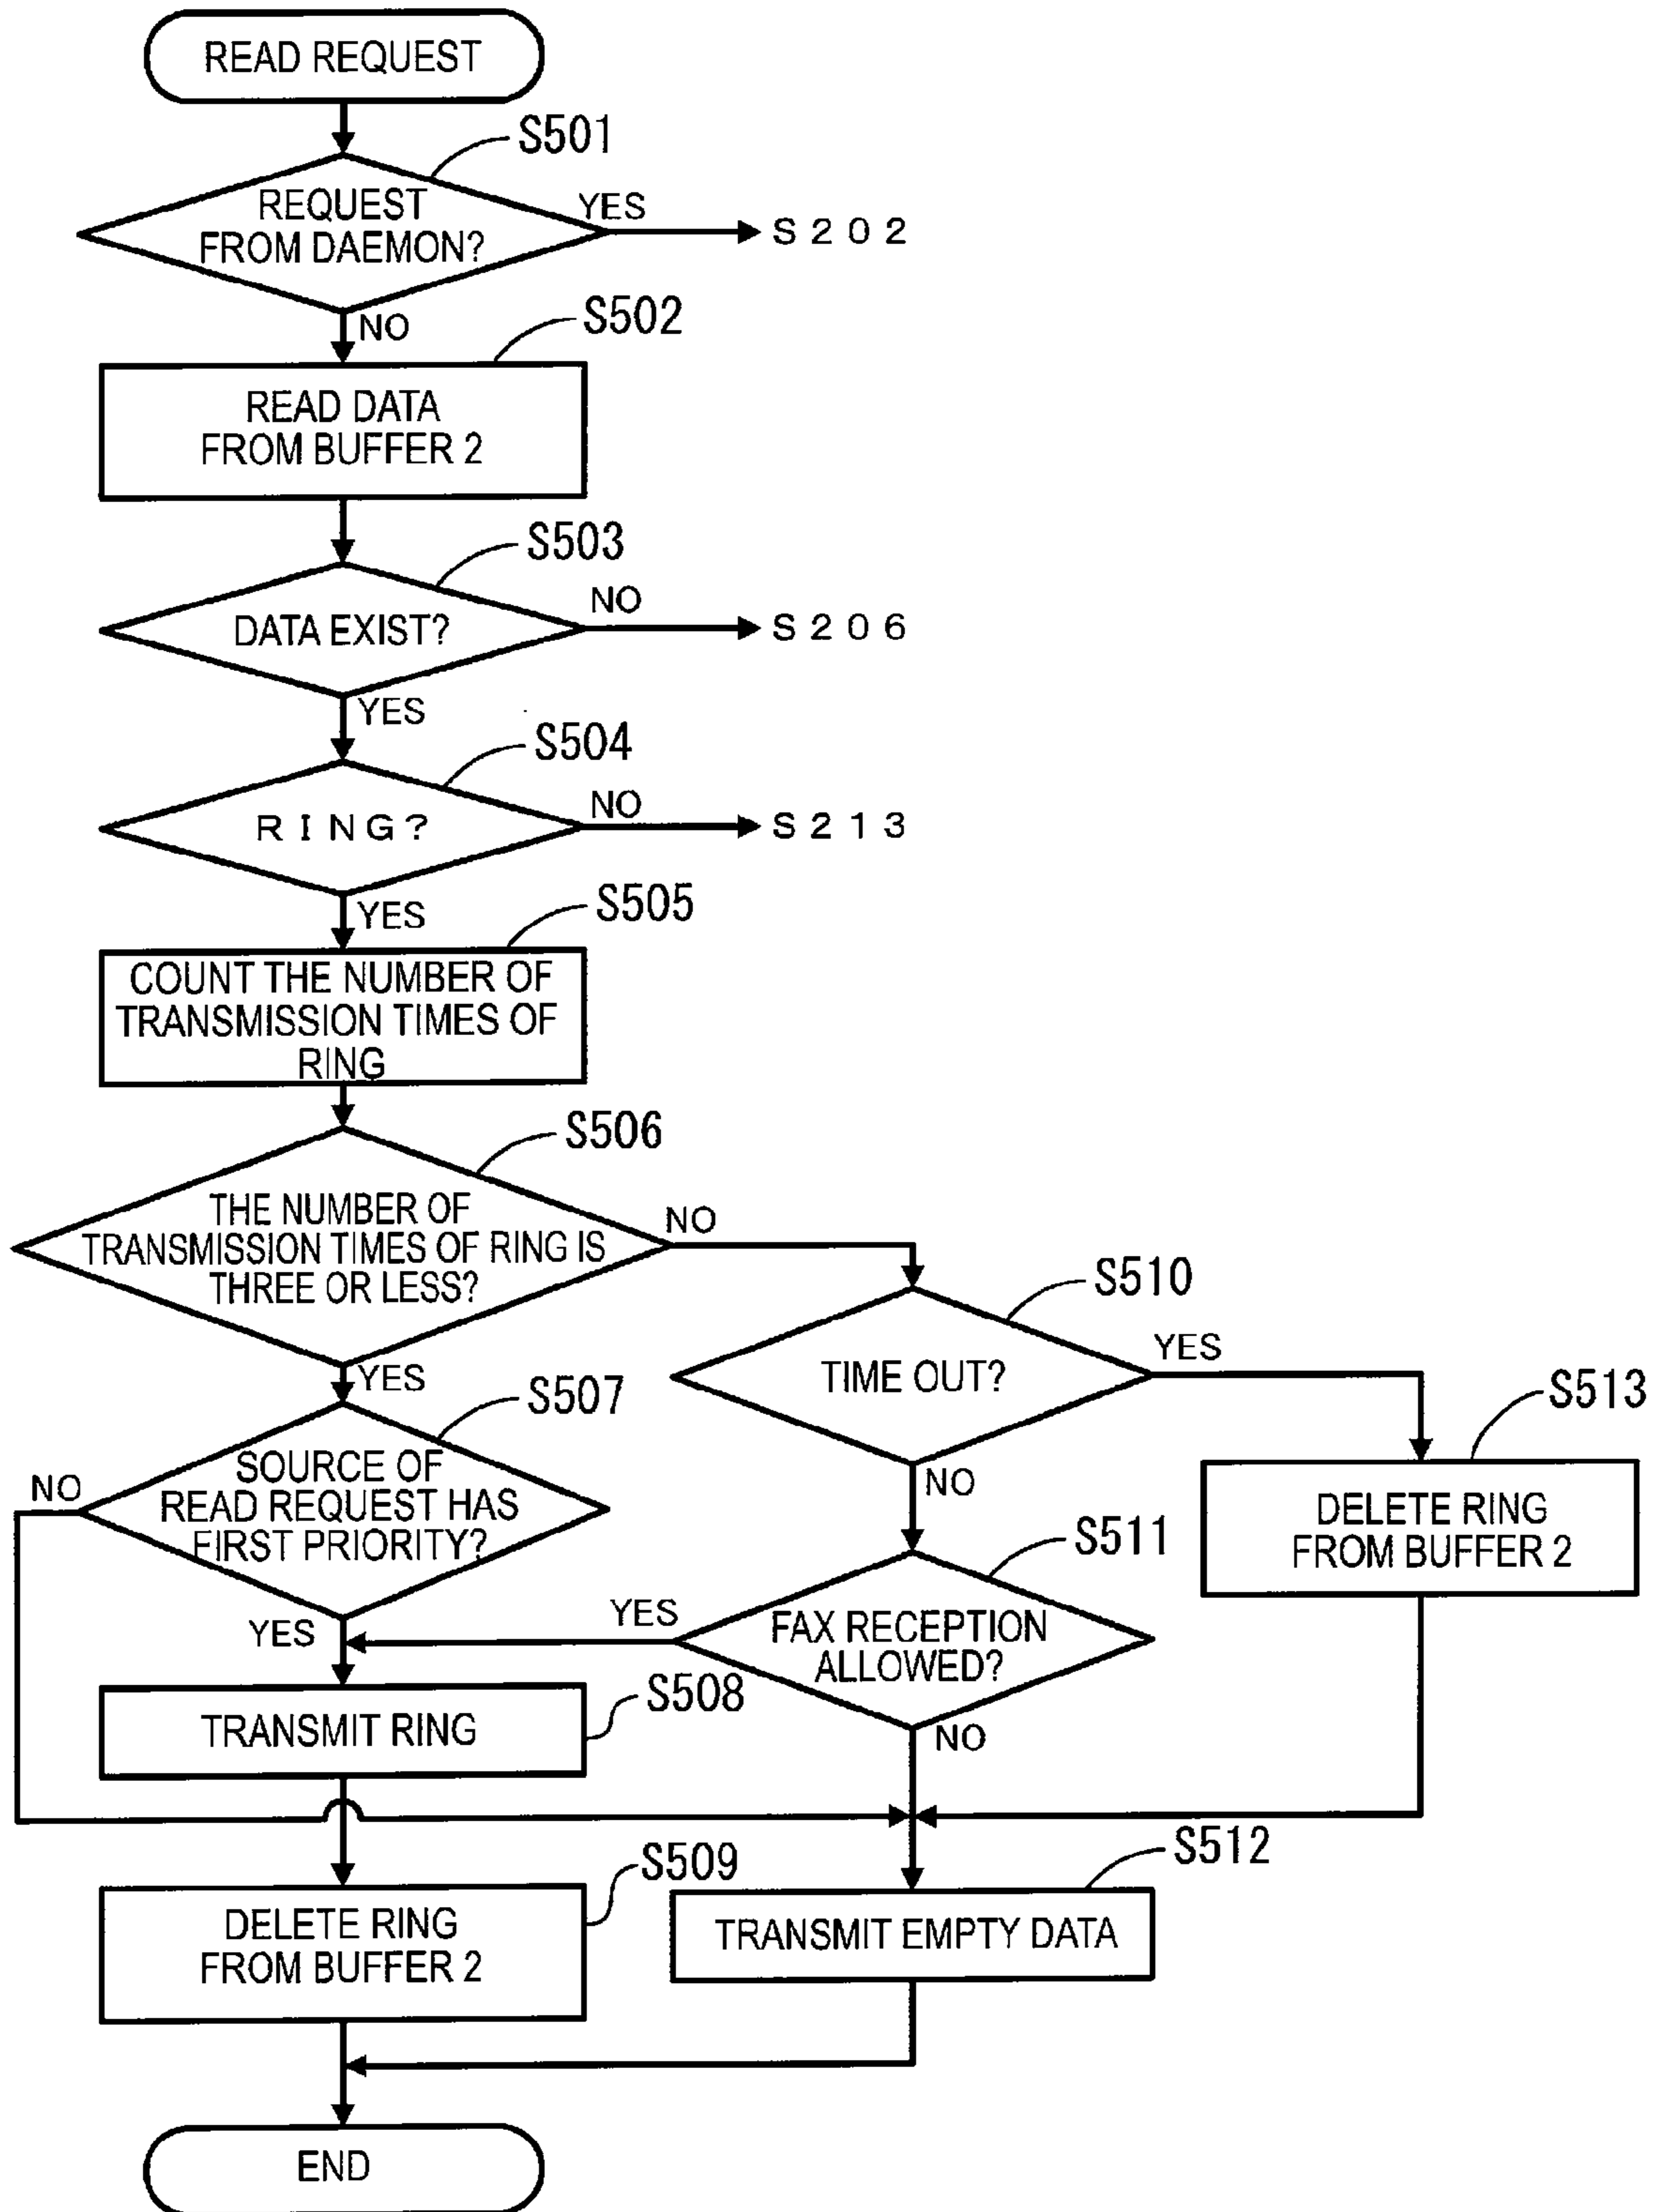 READ REQUEST
S501
REQUEST
FROM DAEMON?
YES
S202
NO
S502
READ DATA
FROM BUFFER 2
S503
DATA EXIST?
NO
S206
YES
S504
RING?
NO
S213
YES
S505
COUNT THE NUMBER OF
TRANSMISSION TIMES OF
RING
S506
THE NUMBER OF
TRANSMISSION TIMES OF RING IS
THREE OR LESS?
NO
YES
S510
TIME OUT?
YES
NO
S513
DELETE RING
FROM BUFFER 2
S507
SOURCE OF
READ REQUEST HAS
FIRST PRIORITY?
NO
YES
S511
FAX RECEPTION
ALLOWED?
YES
NO
S508
TRANSMIT RING
S509
DELETE RING
FROM BUFFER 2
S512
TRANSMIT EMPTY DATA
END